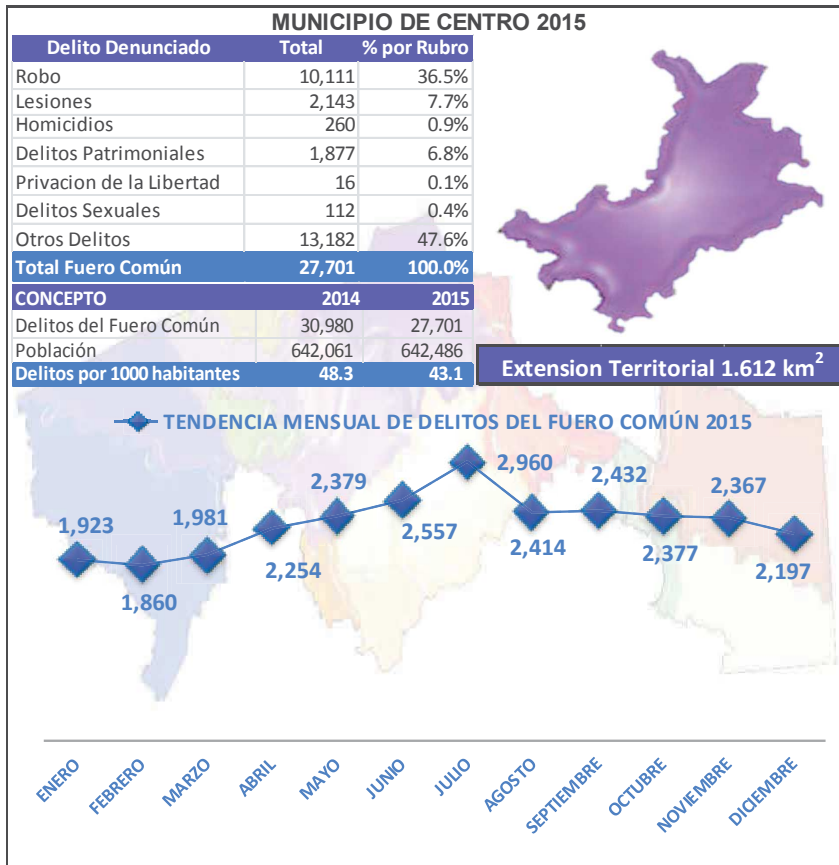 MUNICIPIO DE CENTRO 2015
Delito Denunciado Total % por Rubro
Robo 10,111 36.5%
Lesiones 2,143 7.7%
Homicidios 260 0.9%
Delitos Patrimoniales 1,877 6.8%
Privacion de la Libertad 16 0.1%
Delitos Sexuales 112 0.4%
Otros Delitos 13,182 47.6%
Total Fuero Común 27,701 100.0%
CONCEPTO 2014 2015
Delitos del Fuero Común 30,980 27,701
Población 642,061 642,486
Delitos por 1000 habitantes 48.3 43.1
Extension Territorial 1.612 km²
TENDENCIA MENSUAL DE DELITOS DEL FUERO COMÚN 2015
1,923
1,860
1,981
2,254
2,379
2,557
2,960
2,414
2,432
2,377
2,367
2,197
ENERO
FEBRERO
MARZO
ABRIL
MAYO
JUNIO
JULIO
AGOSTO
SEPTIEMBRE
OCTUBRE
NOVIEMBRE
DICIEMBRE